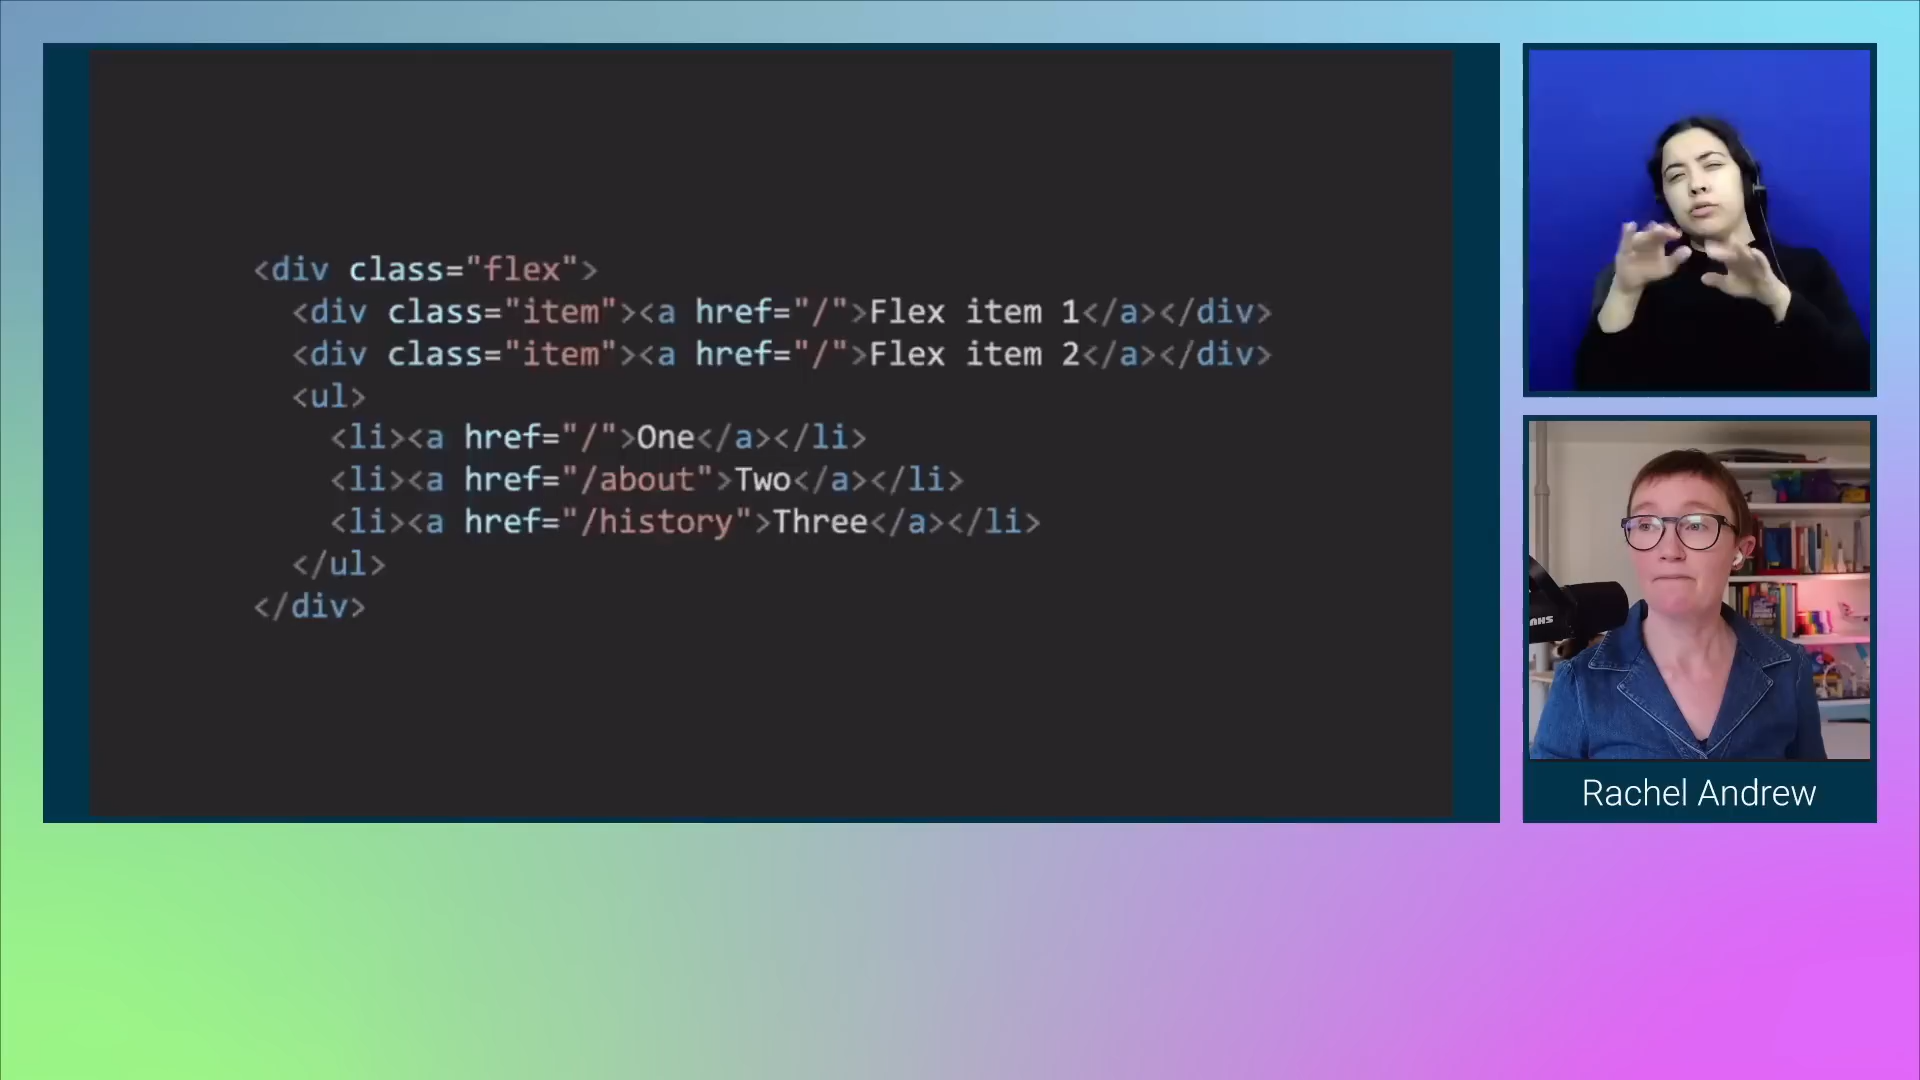 <div class="flex">
<div class="item"><a href="/">Flex item 1</a></div>
<div class="item"><a href="/">Flex item 2</a></div>
<ul>
<li><a href="/">One</a></li>
<li><a href="/about">Two</a></li>
<li><a href="/history">Three</a></li>
</ul>
</div>
Rachel Andrew